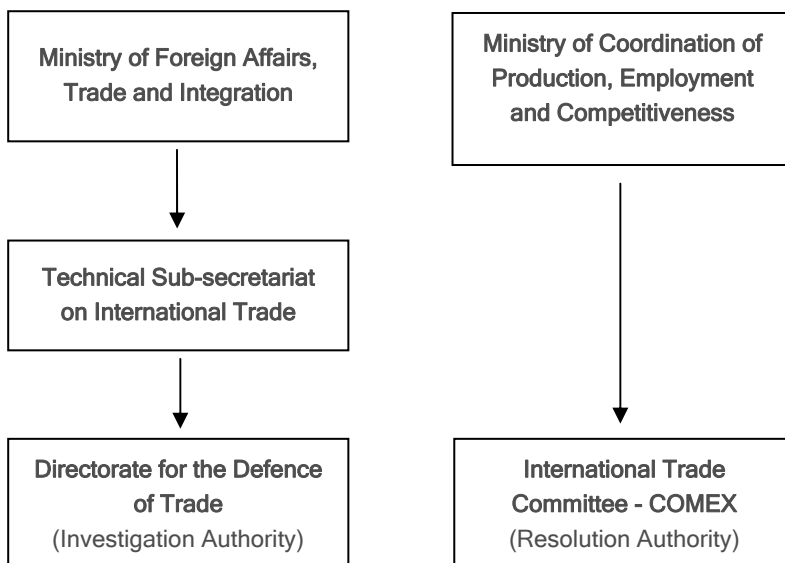 Ministry of Foreign Affairs,
Trade and Integration
Ministry of Coordination of
Production, Employment
and Competitiveness
Technical Sub-secretariat
on International Trade
Directorate for the Defence
of Trade
(Investigation Authority)
International Trade
Committee - COMEX
(Resolution Authority)